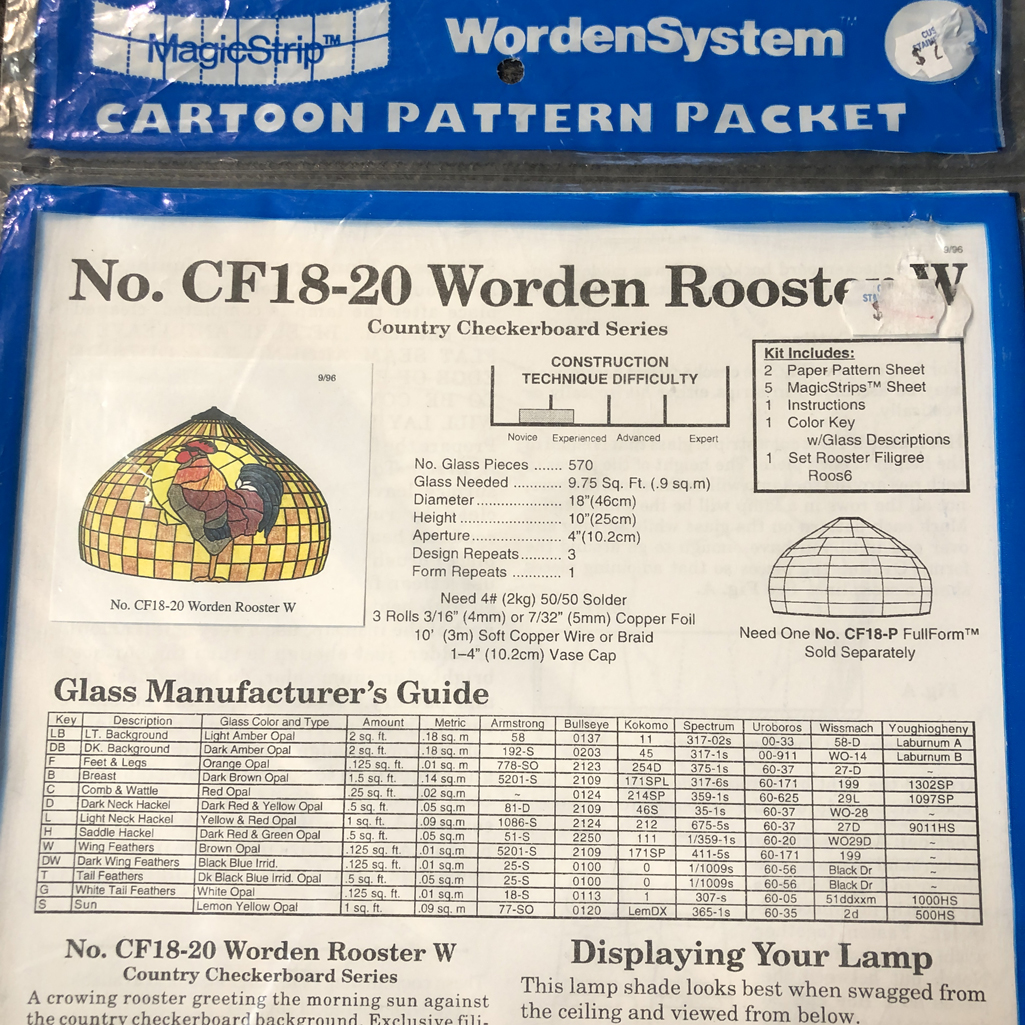 MagicStrip™
WordenSystem
CARTOON PATTERN PACKET
9/96
No. CF18-20 Worden Rooste W
Country Checkerboard Series
9/96
No. CF18-20 Worden Rooster W
CONSTRUCTION
TECHNIQUE DIFFICULTY
Novice Experienced Advanced Expert
No. Glass Pieces ...... 570
Glass Needed ............ 9.75 Sq. Ft. (.9 sq.m)
Diameter ..................... 18"(46cm)
Height ......................... 10"(25cm)
Aperture ...................... 4"(10.2cm)
Design Repeats .......... 3
Form Repeats ............ 1
Need 4# (2kg) 50/50 Solder
3 Rolls 3/16" (4mm) or 7/32" (5mm) Copper Foil
10' (3m) Soft Copper Wire or Braid
1–4" (10.2cm) Vase Cap
Kit Includes:
2 Paper Pattern Sheet
5 MagicStrips™ Sheet
1 Instructions
1 Color Key
w/Glass Descriptions
1 Set Rooster Filigree
Roos6
Need One No. CF18-P FullForm™
Sold Separately
Glass Manufacturer's Guide
Key Description Glass Color and Type Amount Metric Armstrong Bullseye Kokomo Spectrum Uroboros Wissmach Youghiogheny
LB LT. Background Light Amber Opal 2 sq. ft. .18 sq. m 58 0137 11 317-02s 00-33 58-D Laburnum A
DB DK. Background Dark Amber Opal 2 sq. ft. .18 sq. m 192-S 0203 45 317-1s 00-911 WO-14 Laburnum B
F Feet & Legs Orange Opal .125 sq. ft. .01 sq. m 778-SO 2123 254D 375-1s 60-37 27-D ~
B Breast Dark Brown Opal 1.5 sq. ft. .14 sq. m 5201-S 2109 171SPL 317-6s 60-171 199 1302SP
C Comb & Wattle Red Opal .25 sq. ft. .02 sq. m ~ 0124 214SP 359-1s 60-625 29L 1097SP
D Dark Neck Hackel Dark Red & Yellow Opal .5 sq. ft. .05 sq. m 81-D 2109 46S 35-1s 60-37 WO-28 ~
L Light Neck Hackel Yellow & Red Opal 1 sq. ft. .09 sq. m 1086-S 2124 212 675-5s 60-37 27D 9011HS
H Saddle Hackel Dark Red & Green Opal .5 sq. ft. .05 sq. m 51-S 2250 111 1/359-1s 60-20 WO29D ~
W Wing Feathers Brown Opal .125 sq. ft. .01 sq. m 5201-S 2109 171SP 411-5s 60-171 199 ~
DW Dark Wing Feathers Black Blue Irrid. .125 sq. ft. .01 sq. m 25-S 0100 0 1/1009s 60-56 Black Dr ~
T Tail Feathers Dk Black Blue Irrid. Opal .5 sq. ft. .05 sq.m 25-S 0100 0 1/1009s 60-56 Black Dr ~
G White Tail Feathers White Opal .125 sq. ft. .01 sq. m 18-S 0113 1 307-s 60-05 51ddxxm 1000HS
S Sun Lemon Yellow Opal 1 sq. ft. .09 sq. m 77-SO 0120 LemDX 365-1s 60-35 2d 500HS
No. CF18-20 Worden Rooster W
Country Checkerboard Series
A crowing rooster greeting the morning sun against
the country checkerboard background. Exclusive fili-
Displaying Your Lamp
This lamp shade looks best when swagged from
the ceiling and viewed from below.